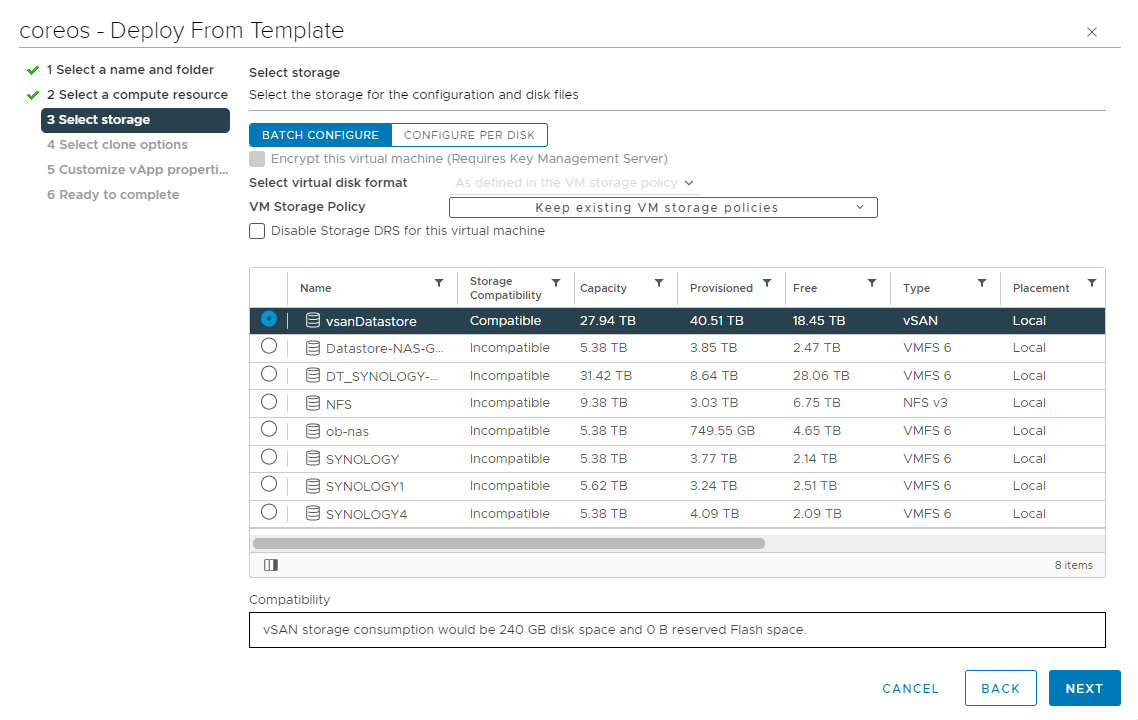 coreos - Deploy From Template
1 Select a name and folder
2 Select a compute resource
3 Select storage
4 Select clone options
5 Customize vApp properti...
6 Ready to complete
Select storage
Select the storage for the configuration and disk files
BATCH CONFIGURE CONFIGURE PER DISK
Encrypt this virtual machine (Requires Key Management Server)
Select virtual disk format As defined in the VM storage policy
VM Storage Policy Keep existing VM storage policies
Disable Storage DRS for this virtual machine
Name Storage Compatibility Capacity Provisioned Free Type Placement
vsanDatastore Compatible 27.94 TB 40.51 TB 18.45 TB vSAN Local
Datastore-NAS-G... Incompatible 5.38 TB 3.85 TB 2.47 TB VMFS 6 Local
DT_SYNOLOGY-... Incompatible 31.42 TB 8.64 TB 28.06 TB VMFS 6 Local
NFS Incompatible 9.38 TB 3.03 TB 6.75 TB NFS v3 Local
ob-nas Incompatible 5.38 TB 749.55 GB 4.65 TB VMFS 6 Local
SYNOLOGY Incompatible 5.38 TB 3.77 TB 2.14 TB VMFS 6 Local
SYNOLOGY1 Incompatible 5.62 TB 3.24 TB 2.51 TB VMFS 6 Local
SYNOLOGY4 Incompatible 5.38 TB 4.09 TB 2.09 TB VMFS 6 Local
8 items
Compatibility
vSAN storage consumption would be 240 GB disk space and 0 B reserved Flash space.
CANCEL BACK NEXT